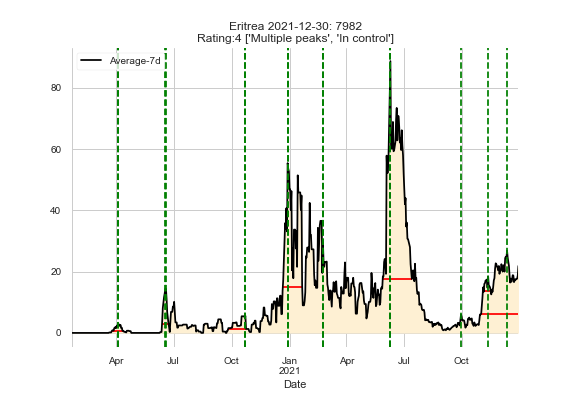 Eritrea 2021-12-30: 7982
Rating:4 ['Multiple peaks', 'In control']
Average-7d
80
60
40
20
0
Apr Jul Oct Jan Apr Jul Oct
2021
Date